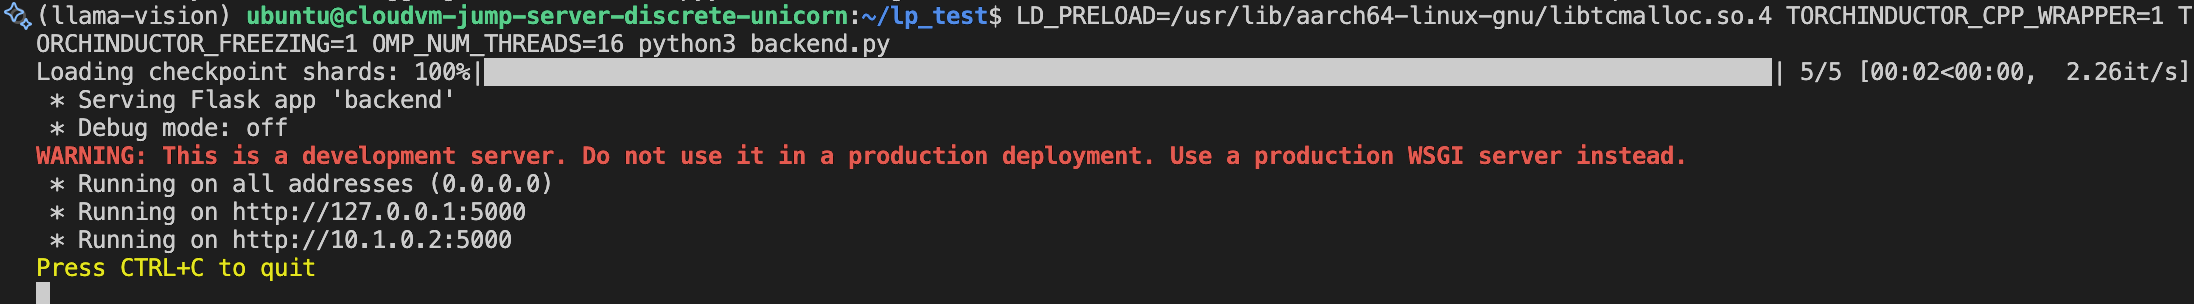 (llama-vision) ubuntu@cloudvm-jump-server-discrete-unicorn:~/lp_test$ LD_PRELOAD=/usr/lib/aarch64-linux-gnu/libtcmalloc.so.4 TORCHINDUCTOR_CPP_WRAPPER=1 T
ORCHINDUCTOR_FREEZING=1 OMP_NUM_THREADS=16 python3 backend.py
Loading checkpoint shards: 100%|| 5/5 [00:02<00:00,  2.26it/s]
 * Serving Flask app 'backend'
 * Debug mode: off
WARNING: This is a development server. Do not use it in a production deployment. Use a production WSGI server instead.
 * Running on all addresses (0.0.0.0)
 * Running on http://127.0.0.1:5000
 * Running on http://10.1.0.2:5000
Press CTRL+C to quit